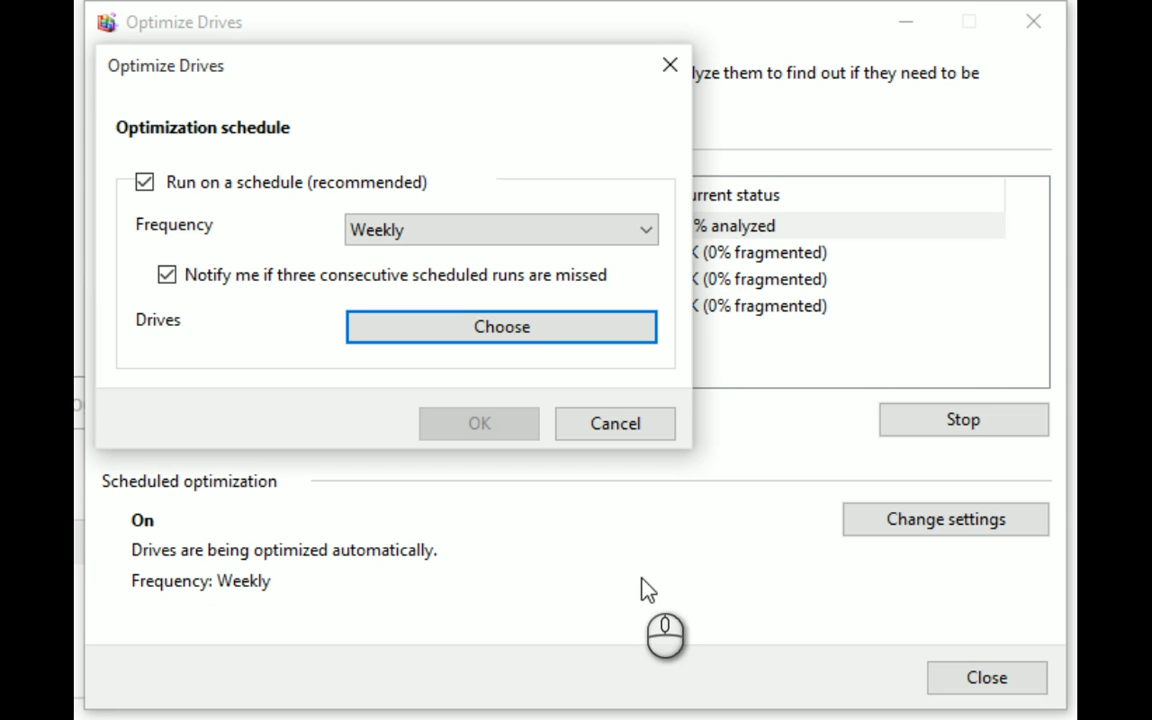 Optimize Drives
Optimize Drives
lyze them to find out if they need to be
Optimization schedule
Run on a schedule (recommended)
urrent status
Frequency
Weekly
% analyzed
(0% fragmented)
Notify me if three consecutive scheduled runs are missed
(0% fragmented)
(0% fragmented)
Drives
Choose
OK
Cancel
Stop
Scheduled optimization
On
Change settings
Drives are being optimized automatically.
Frequency: Weekly
Close